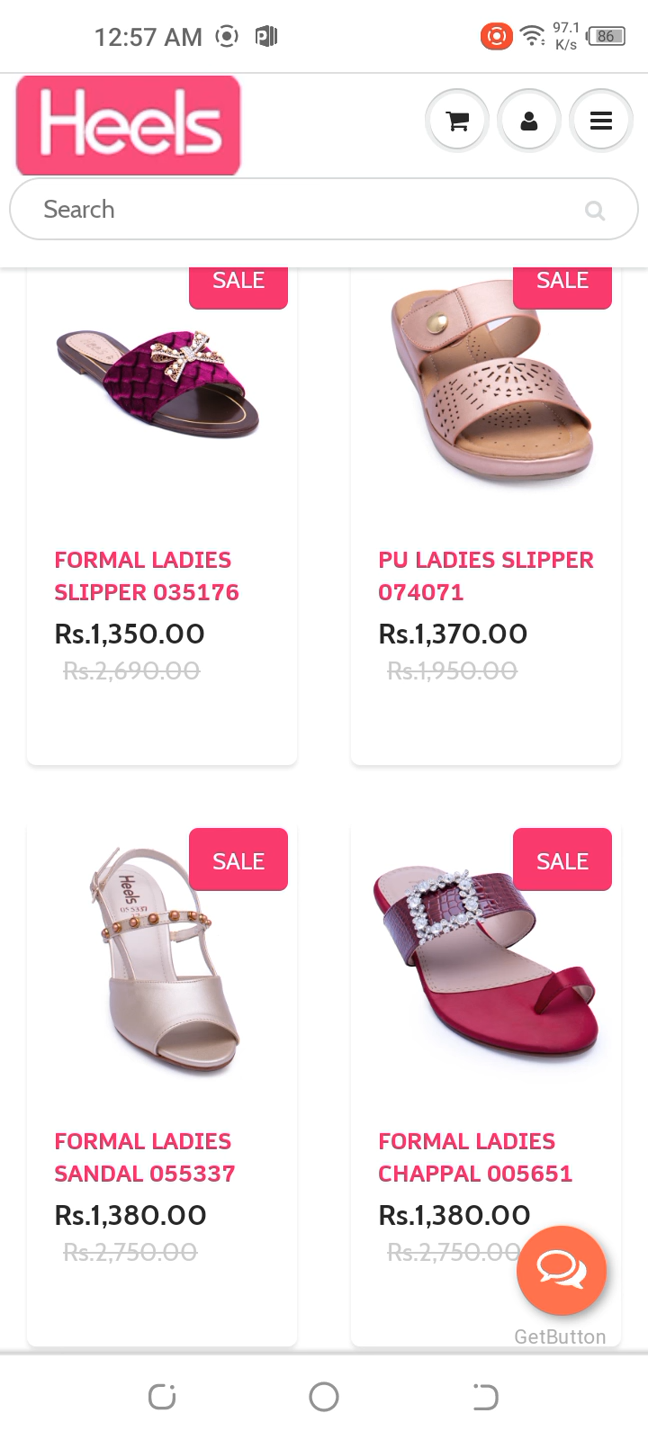 12:57 AM
97.1
K/s
86
Heels
Search
SALE
SALE
FORMAL LADIES
SLIPPER 035176
Rs.1,350.00
Rs.2,690.00
PU LADIES SLIPPER
074071
Rs.1,370.00
Rs.1,950.00
SALE
Heels
SALE
FORMAL LADIES
SANDAL 055337
Rs.1,380.00
Rs.2,750.00
FORMAL LADIES
CHAPPAL 005651
Rs.1,380.00
Rs.2,750.00
GetButton